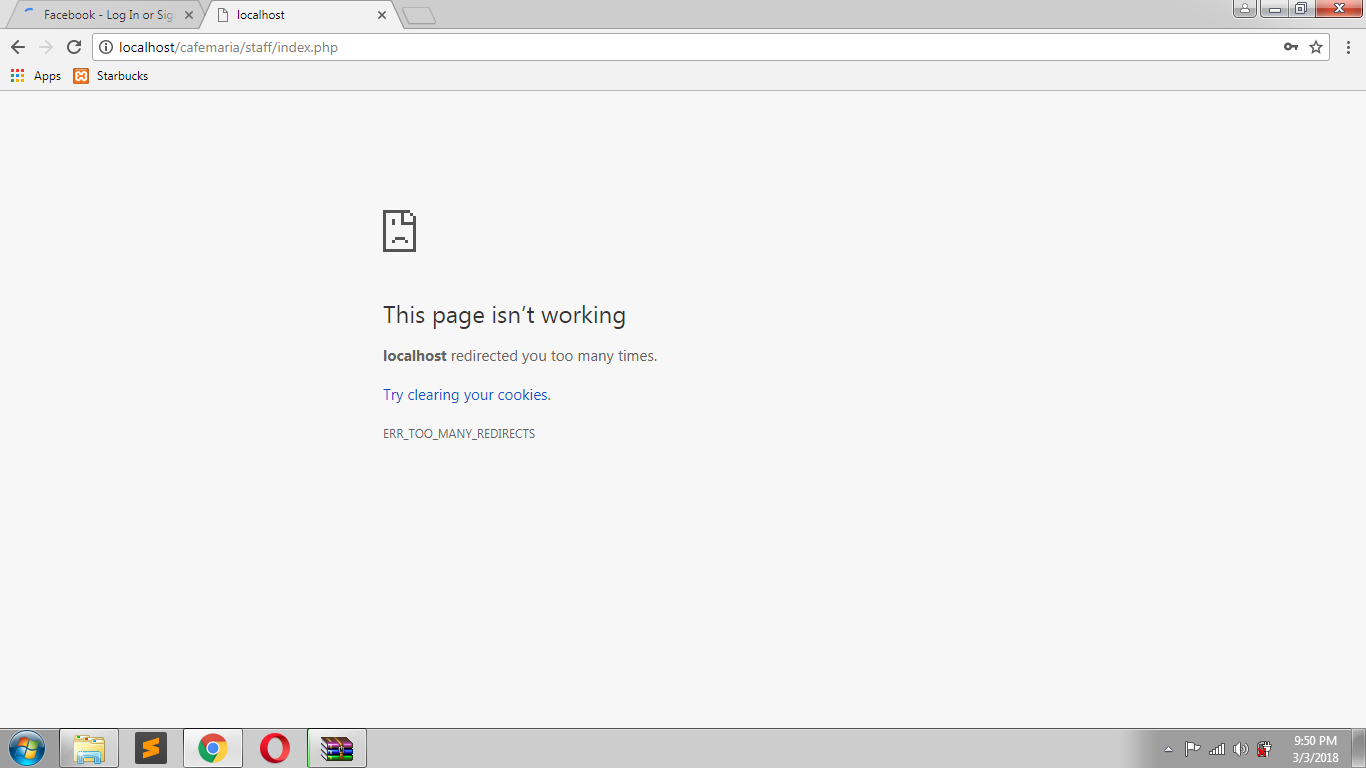 Facebook - Log In or Sig
localhost
localhost/cafemaria/staff/index.php
Apps
Starbucks
This page isn’t working
localhost redirected you too many times.
Try clearing your cookies.
ERR_TOO_MANY_REDIRECTS
9:50 PM
3/3/2018